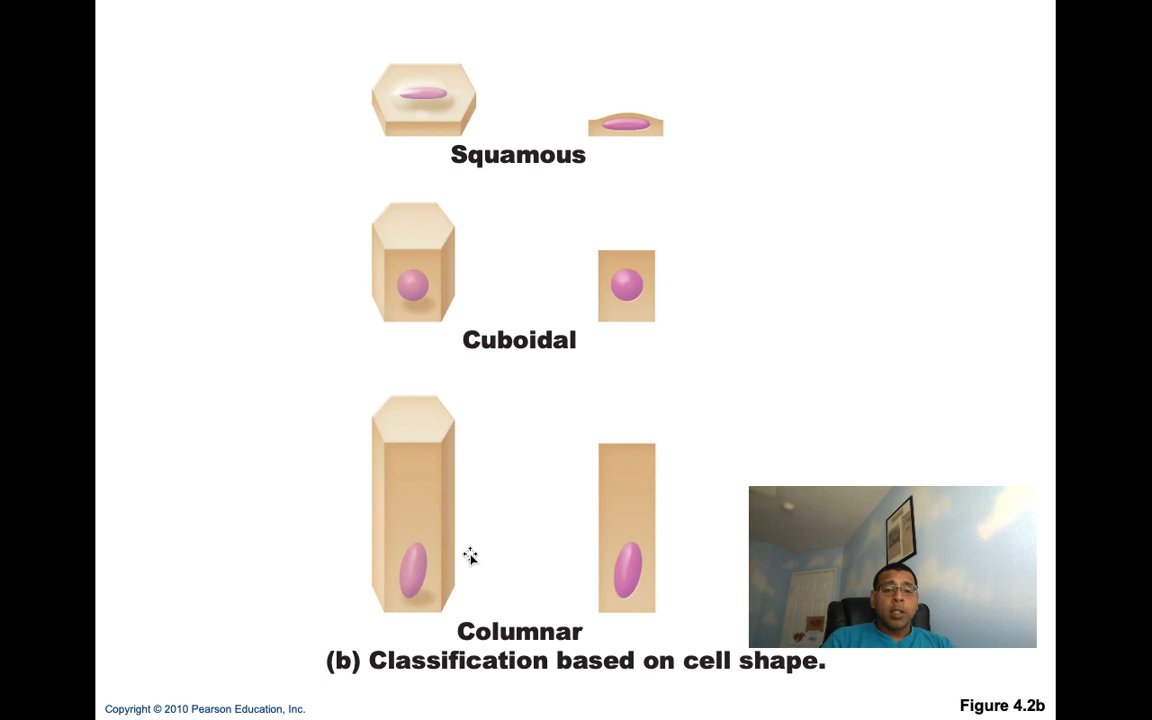 Squamous
Cuboidal
Columnar
(b) Classification based on cell shape.
Copyright © 2010 Pearson Education, Inc.
Figure 4.2b